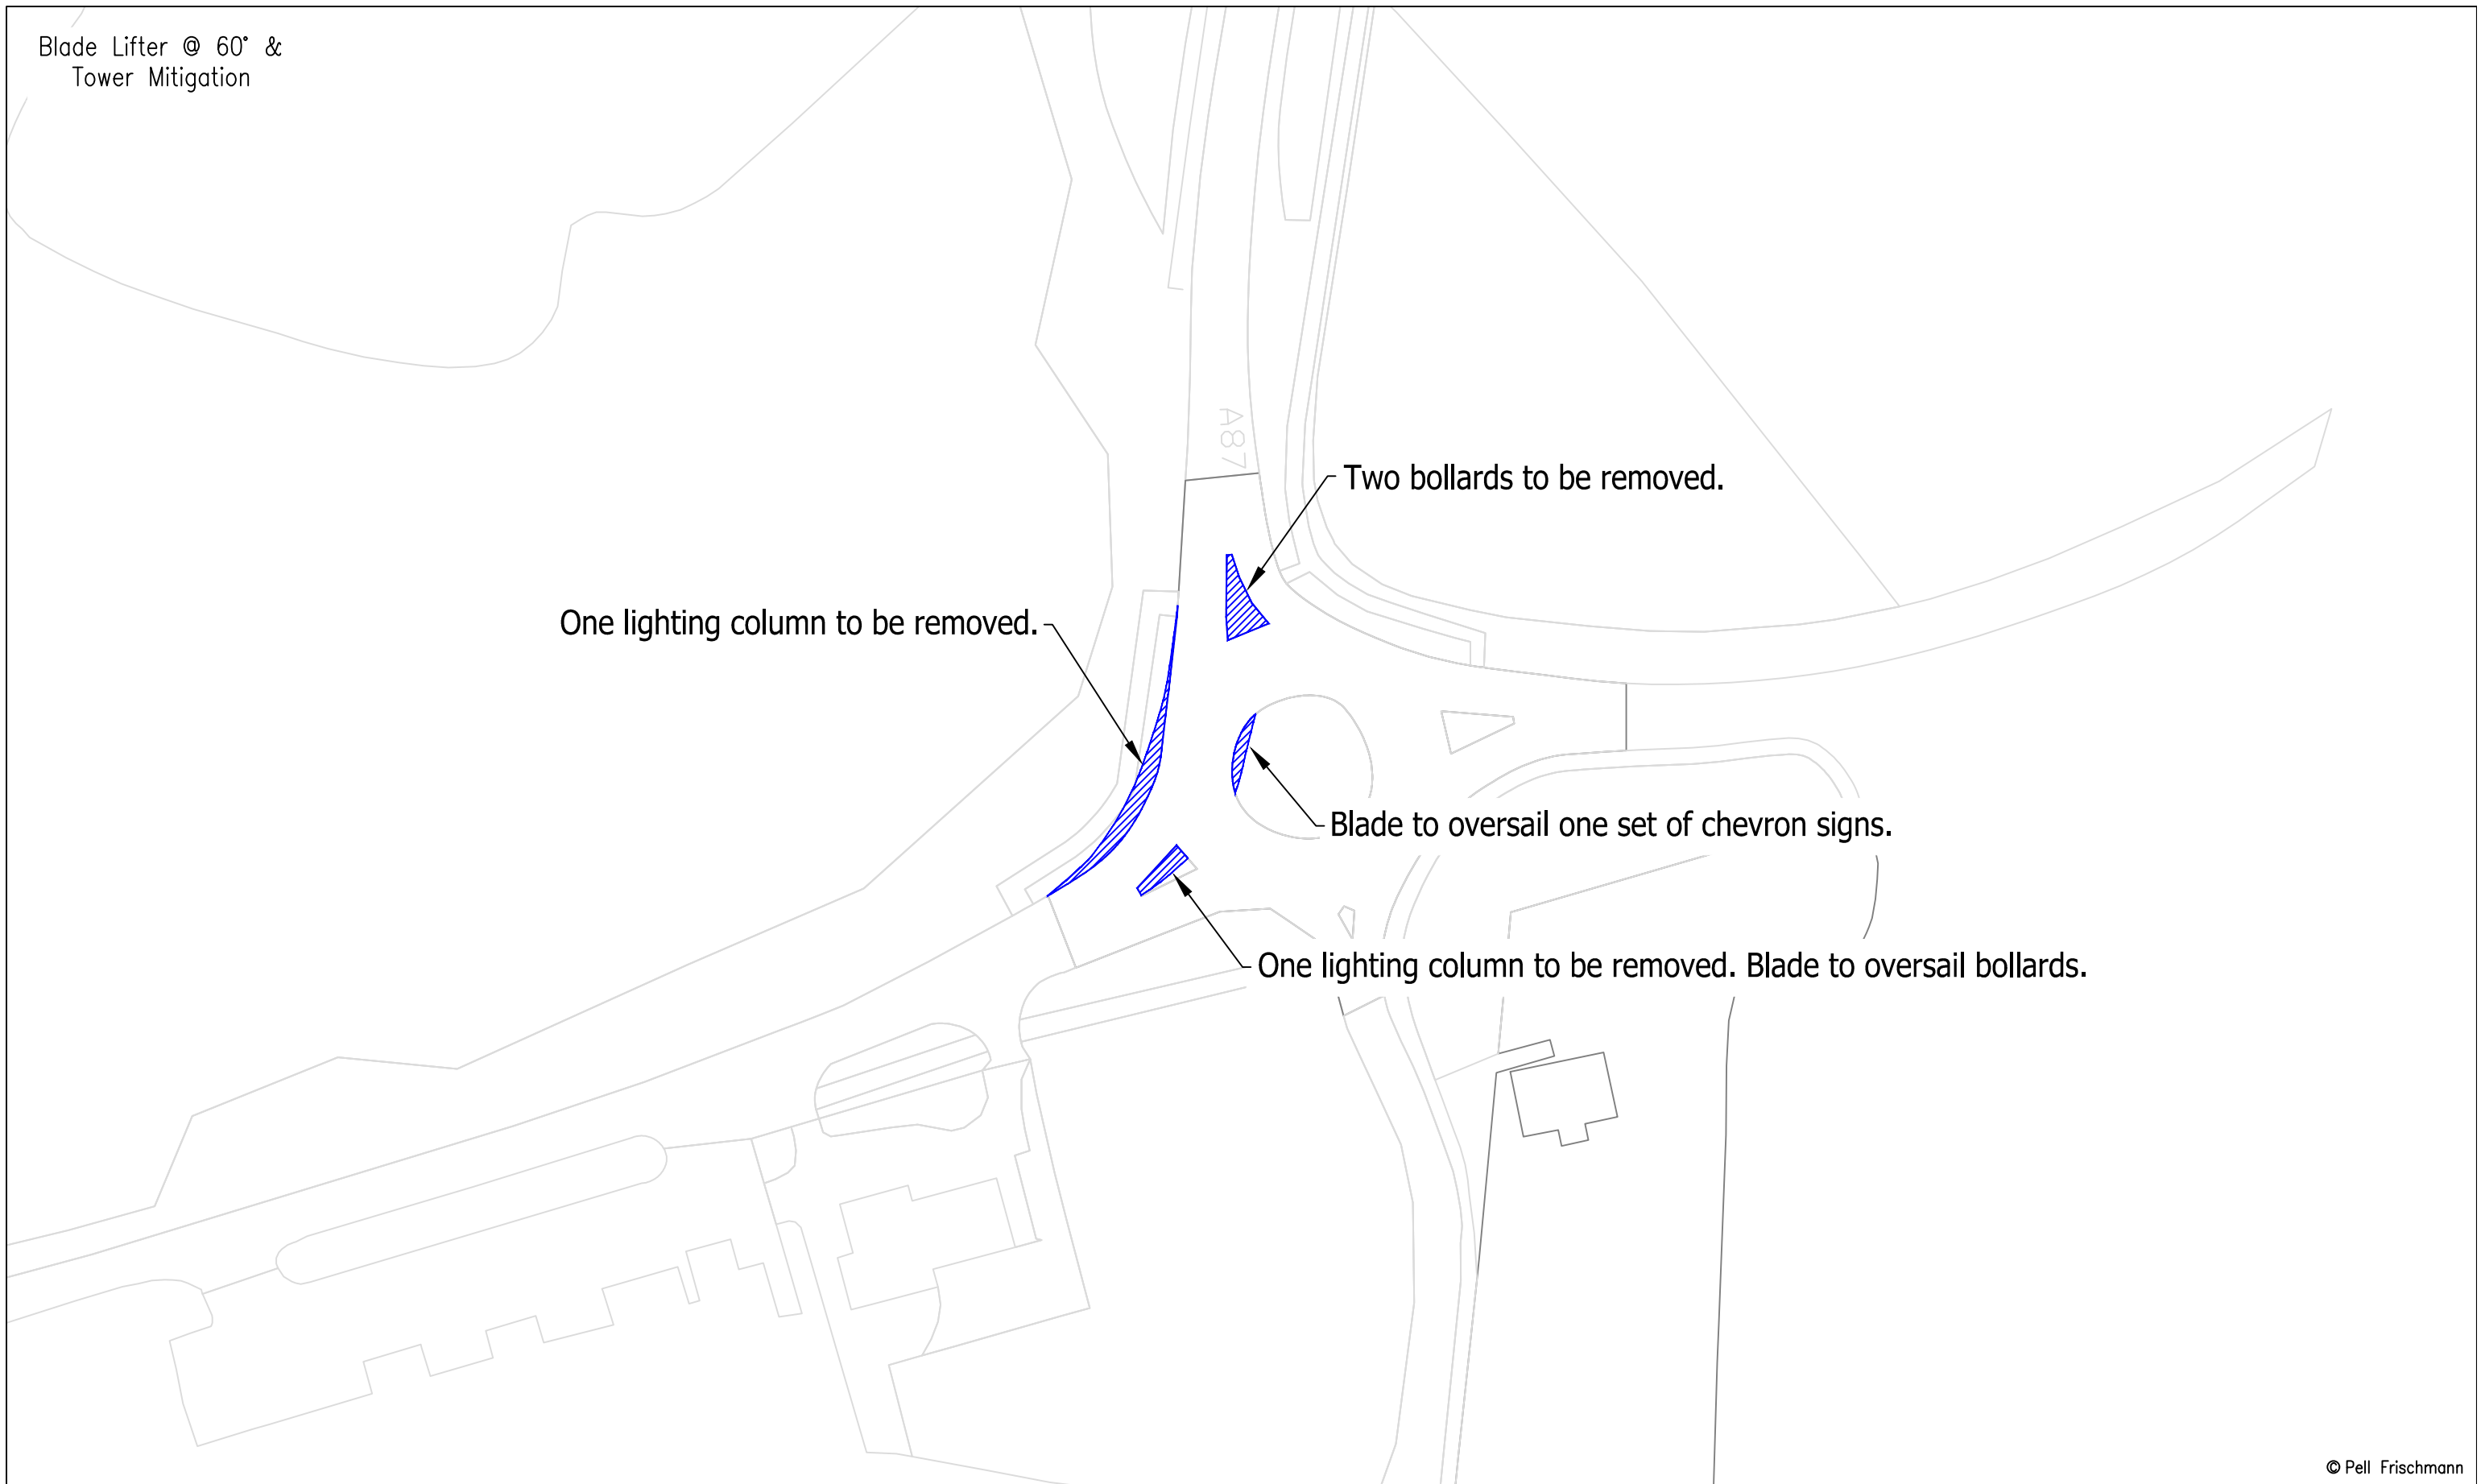 Blade Lifter @ 60° &
Tower Mitigation
A87
Two bollards to be removed.
One lighting column to be removed.
Blade to oversail one set of chevron signs.
One lighting column to be removed. Blade to oversail bollards.
© Pell Frischmann